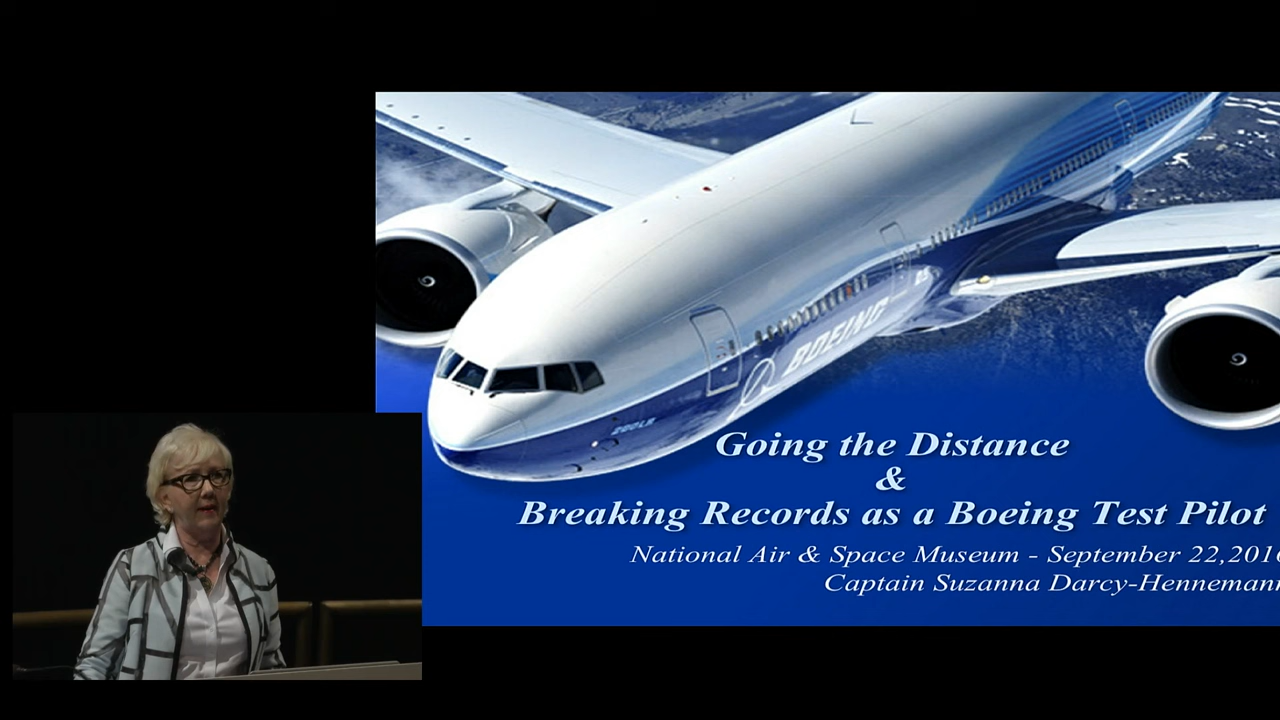 BOEING
200LR
Going the Distance
&
Breaking Records as a Boeing Test Pilot
National Air & Space Museum - September 22,201
Captain Suzanna Darcy-Henneman